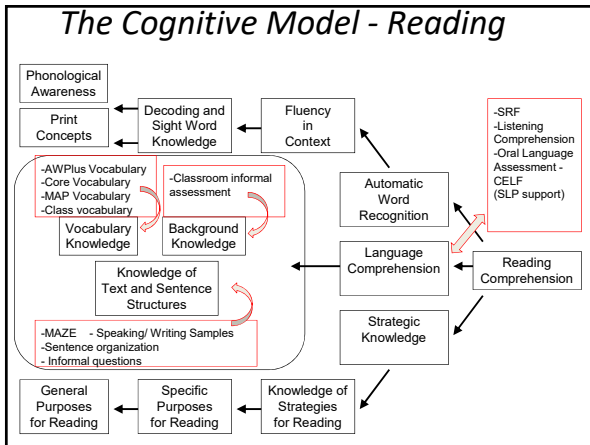 The Cognitive Model - Reading
Phonological
Awareness
Print
Concepts
Decoding and
Sight Word
Knowledge
Fluency
in
Context
-SRF
-Listening
Comprehension
-Oral Language
Assessment -
CELF
(SLP support)
-AWPlus Vocabulary
-Core Vocabulary
-MAP Vocabulary
-Class vocabulary
-Classroom informal
assessment
Vocabulary
Knowledge
Background
Knowledge
Automatic
Word
Recognition
Language
Comprehension
Reading
Comprehension
Knowledge of
Text and Sentence
Structures
-MAZE - Speaking/ Writing Samples
-Sentence organization
- Informal questions
Strategic
Knowledge
General
Purposes
for Reading
Specific
Purposes
for Reading
Knowledge of
Strategies
for Reading